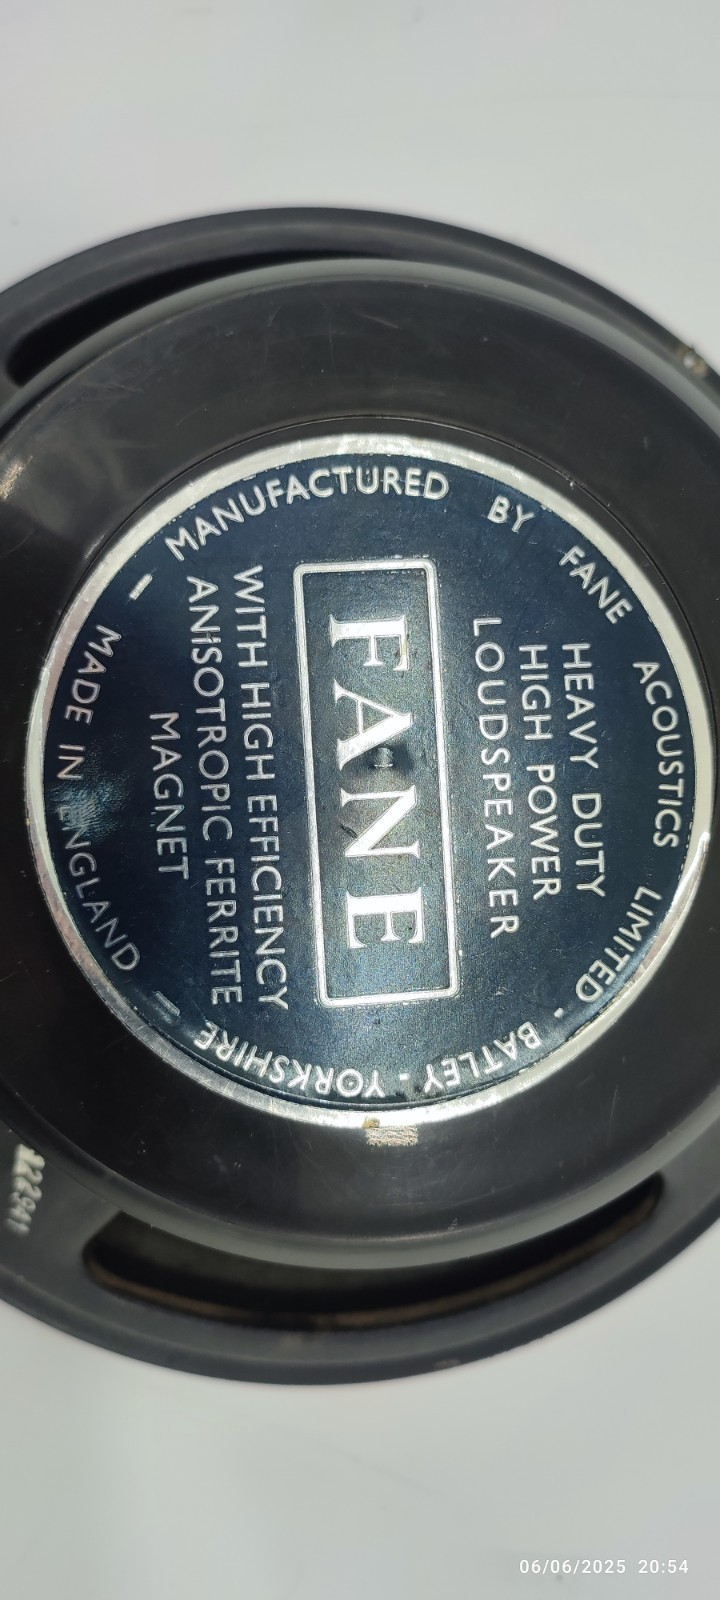 MANUFACTURED BY FANE ACOUSTICS LIMITED - BATLEY - YORKSHIRE
HEAVY DUTY
HIGH POWER
LOUDSPEAKER
FANE
WITH HIGH EFFICIENCY
ANISOTROPIC FERRITE
MAGNET
- MADE IN ENGLAND -
06/06/2025 20:54